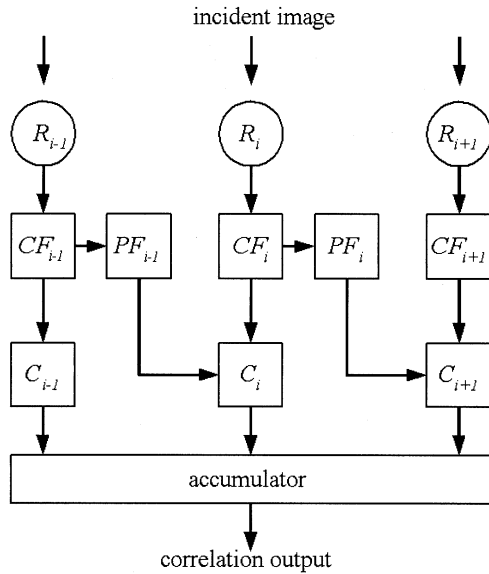 incident image
R_{i-1} R_i R_{i+1}
CF_{i-1} PF_{i-1} CF_i PF_i CF_{i+1}
C_{i-1} C_i C_{i+1}
accumulator
correlation output